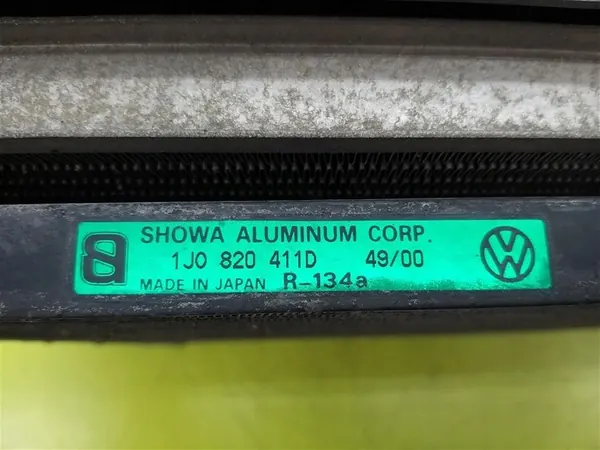 SHOWA ALUMINUM CORP.
1J0 820 411D 49/00
MADE IN JAPAN R-134a